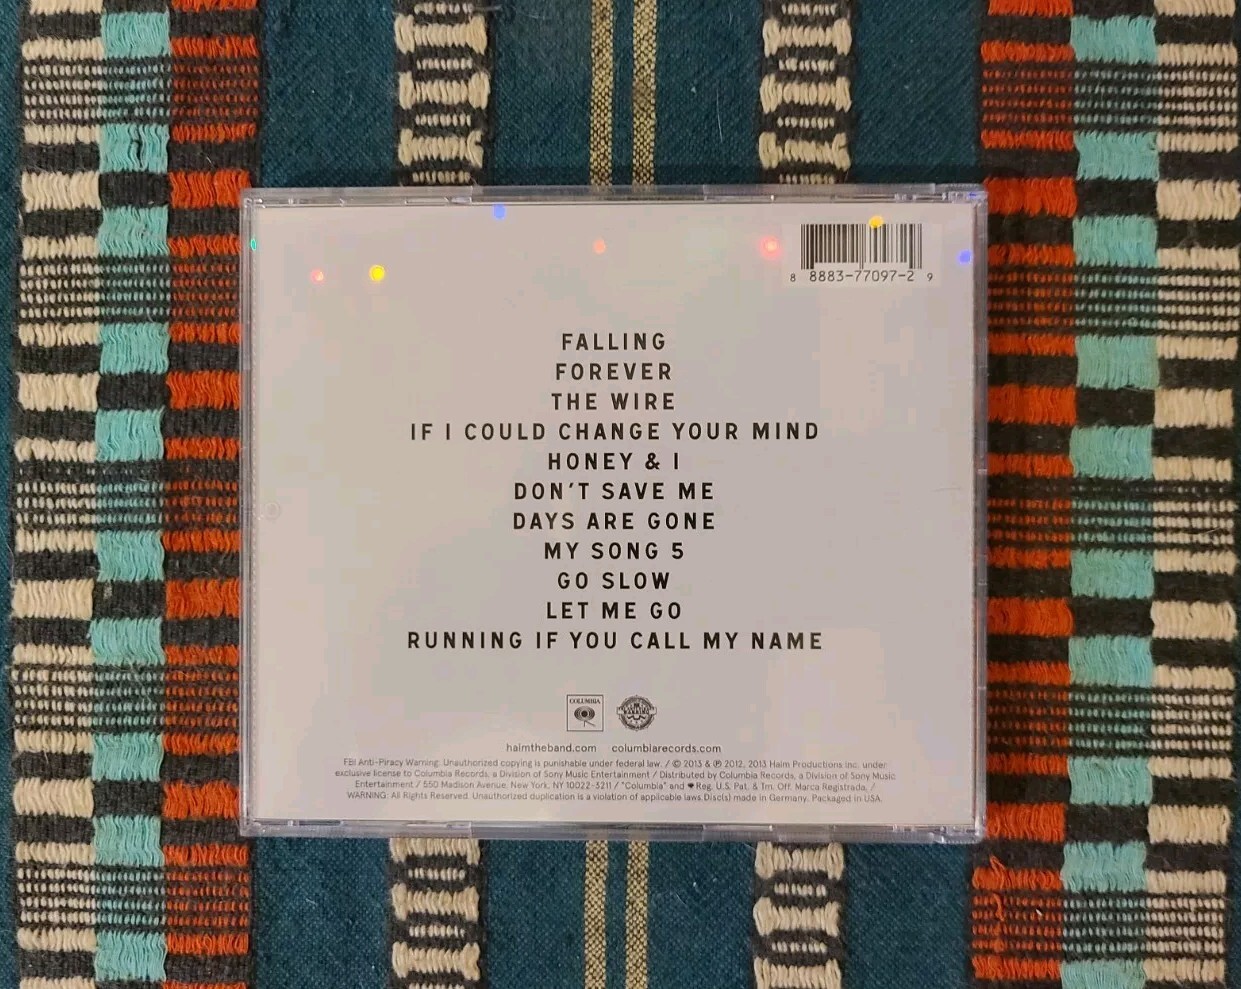 8 8883-77097-2 9
FALLING
FOREVER
THE WIRE
IF I COULD CHANGE YOUR MIND
HONEY & I
DON'T SAVE ME
DAYS ARE GONE
MY SONG 5
GO SLOW
LET ME GO
RUNNING IF YOU CALL MY NAME
COLUMBIA
haimtheband.com columbiarecords.com
FBI Anti-Piracy Warning: Unauthorized copying is punishable under federal law. / © 2013 & ℗ 2012, 2013 Haim Productions Inc. under
exclusive license to Columbia Records, a Division of Sony Music Entertainment / Distributed by Columbia Records, a Division of Sony Music
Entertainment / 550 Madison Avenue, New York, NY 10022-3211 / "Columbia" and Reg. U.S. Pat. & Tm. Off. Marca Registrada. /
WARNING: All Rights Reserved. Unauthorized duplication is a violation of applicable laws Disc(s) made in Germany. Packaged in USA.